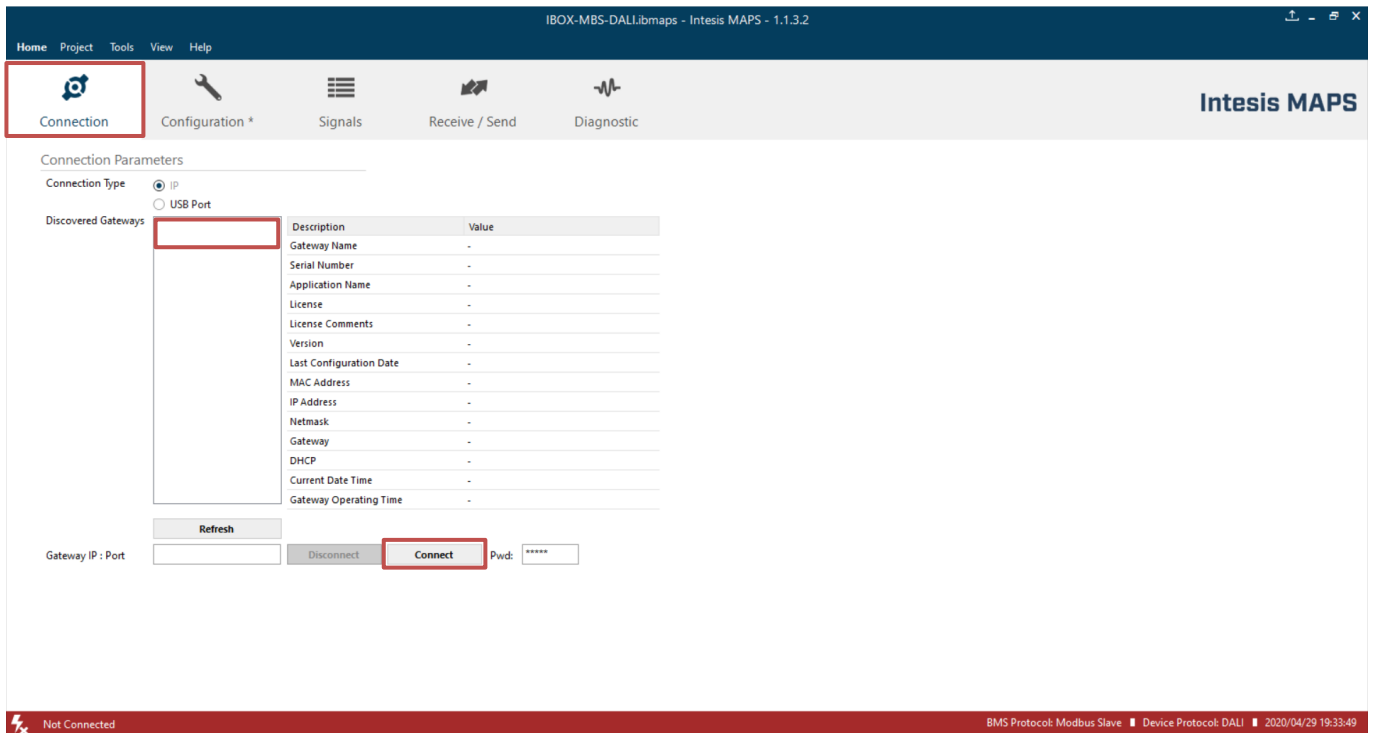 IBOX-MBS-DALI.ibmaps - Intesis MAPS - 1.1.3.2
Home Project Tools View Help
Connection Configuration * Signals Receive / Send Diagnostic
Intesis MAPS
Connection Parameters
Connection Type IP
USB Port
Discovered Gateways
Description Value
Gateway Name -
Serial Number -
Application Name -
License -
License Comments -
Version -
Last Configuration Date -
MAC Address -
IP Address -
Netmask -
Gateway -
DHCP -
Current Date Time -
Gateway Operating Time -
Refresh
Gateway IP : Port Disconnect Connect Pwd: *****
Not Connected BMS Protocol: Modbus Slave Device Protocol: DALI 2020/04/29 19:33:49